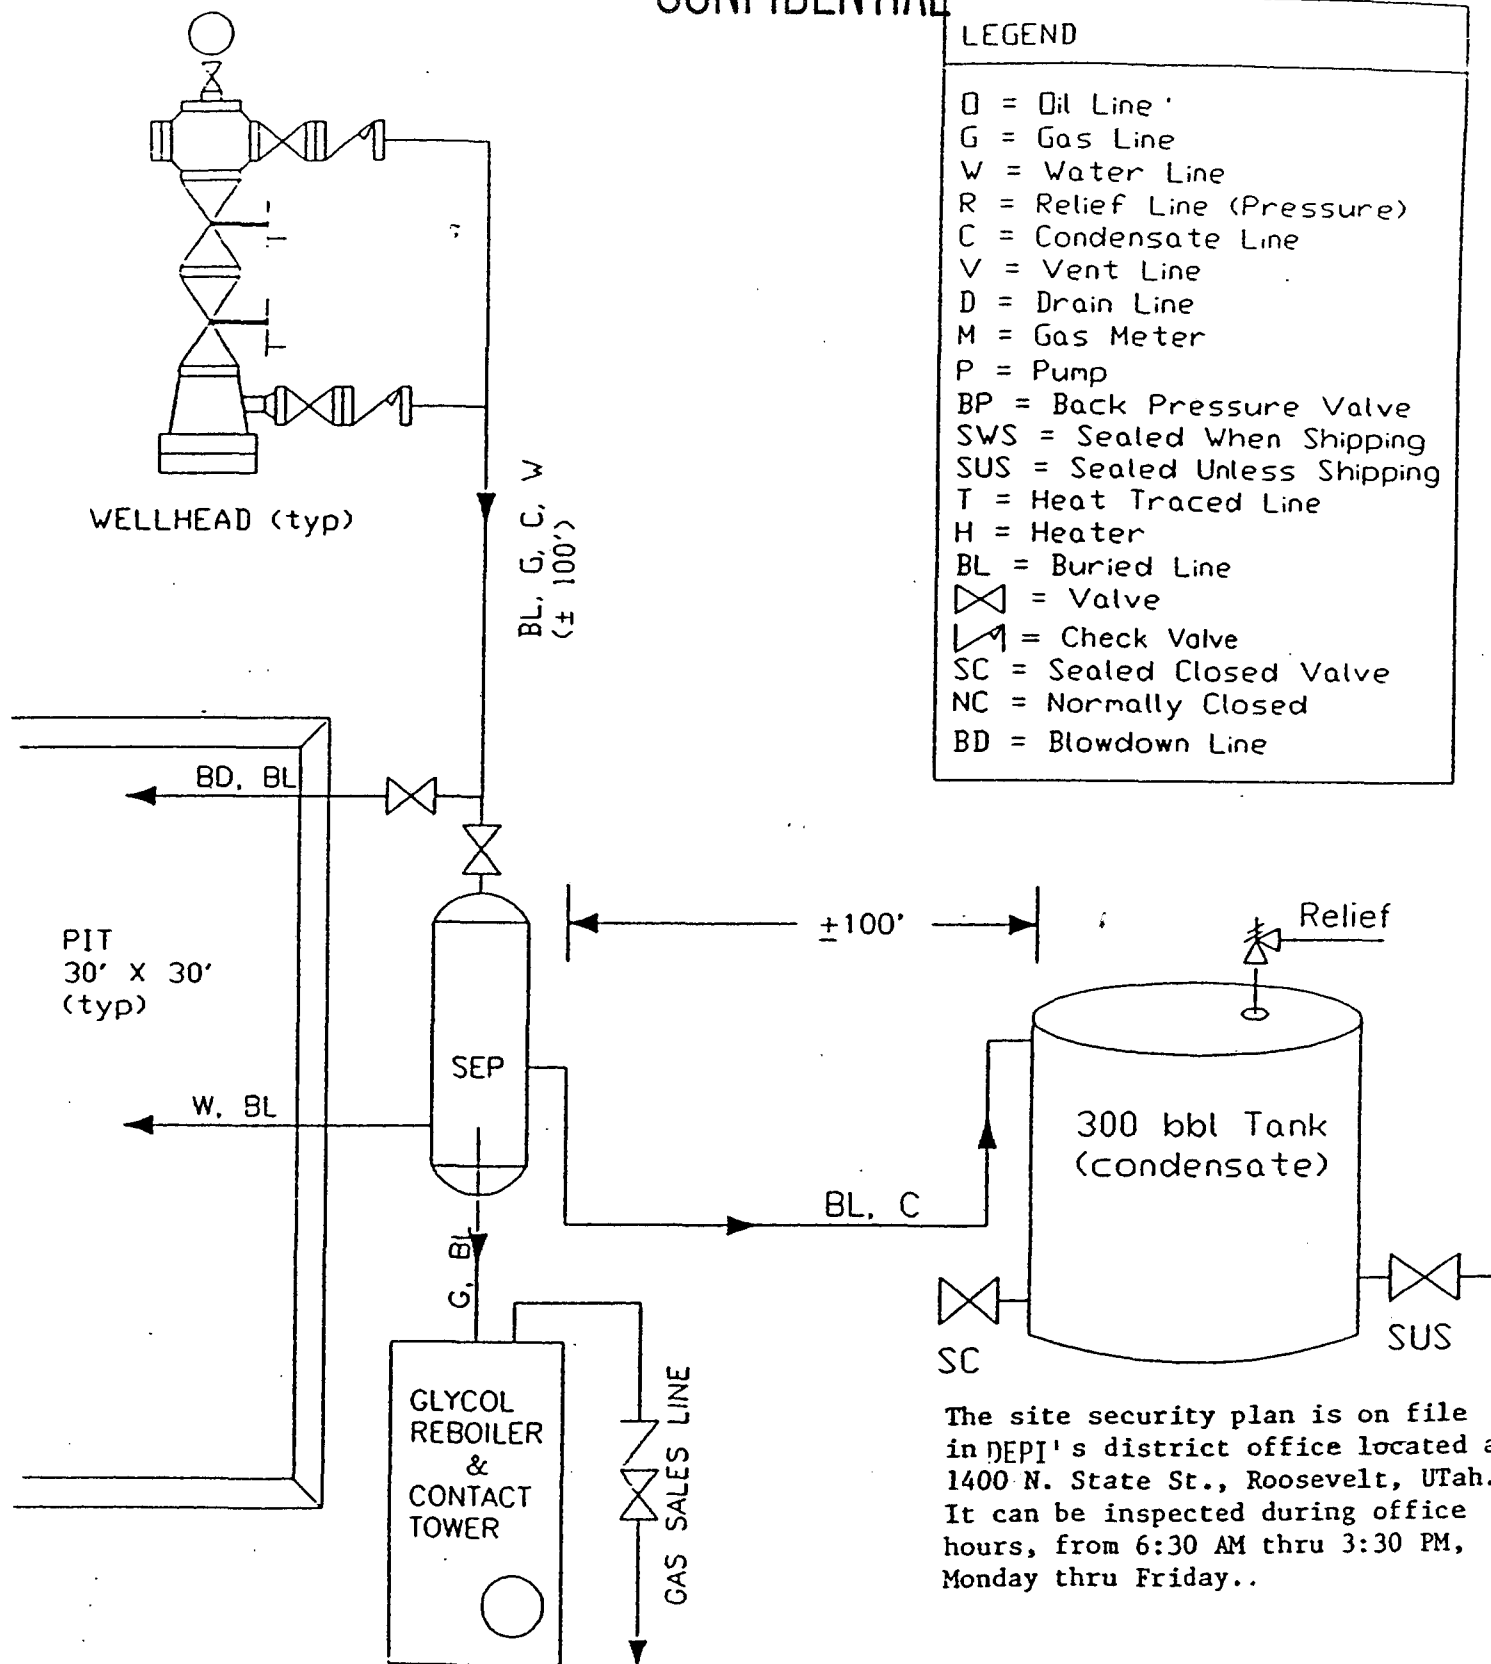 CONFIDENTIAL
LEGEND
O = Oil Line
G = Gas Line
W = Water Line
R = Relief Line (Pressure)
C = Condensate Line
V = Vent Line
D = Drain Line
M = Gas Meter
P = Pump
BP = Back Pressure Valve
SWS = Sealed When Shipping
SUS = Sealed Unless Shipping
T = Heat Traced Line
H = Heater
BL = Buried Line
= Valve
= Check Valve
SC = Sealed Closed Valve
NC = Normally Closed
BD = Blowdown Line
WELLHEAD (typ)
BL, G, C, W
(± 100')
BD, BL
PIT
30' X 30'
(typ)
SEP
W, BL
±100'
Relief
300 bbl Tank
(condensate)
BL, C
G, BL
SC
SUS
GLYCOL
REBOILER
&
CONTACT
TOWER
GAS SALES LINE
The site security plan is on file
in DEPI's district office located a
1400 N. State St., Roosevelt, UTah.
It can be inspected during office
hours, from 6:30 AM thru 3:30 PM,
Monday thru Friday..